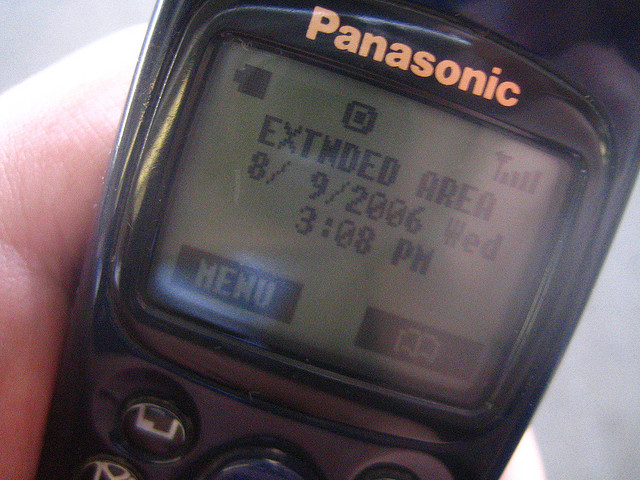 Panasonic
EXTNDED AREA
8/ 9/2006 Wed
3:08 PM
MENU